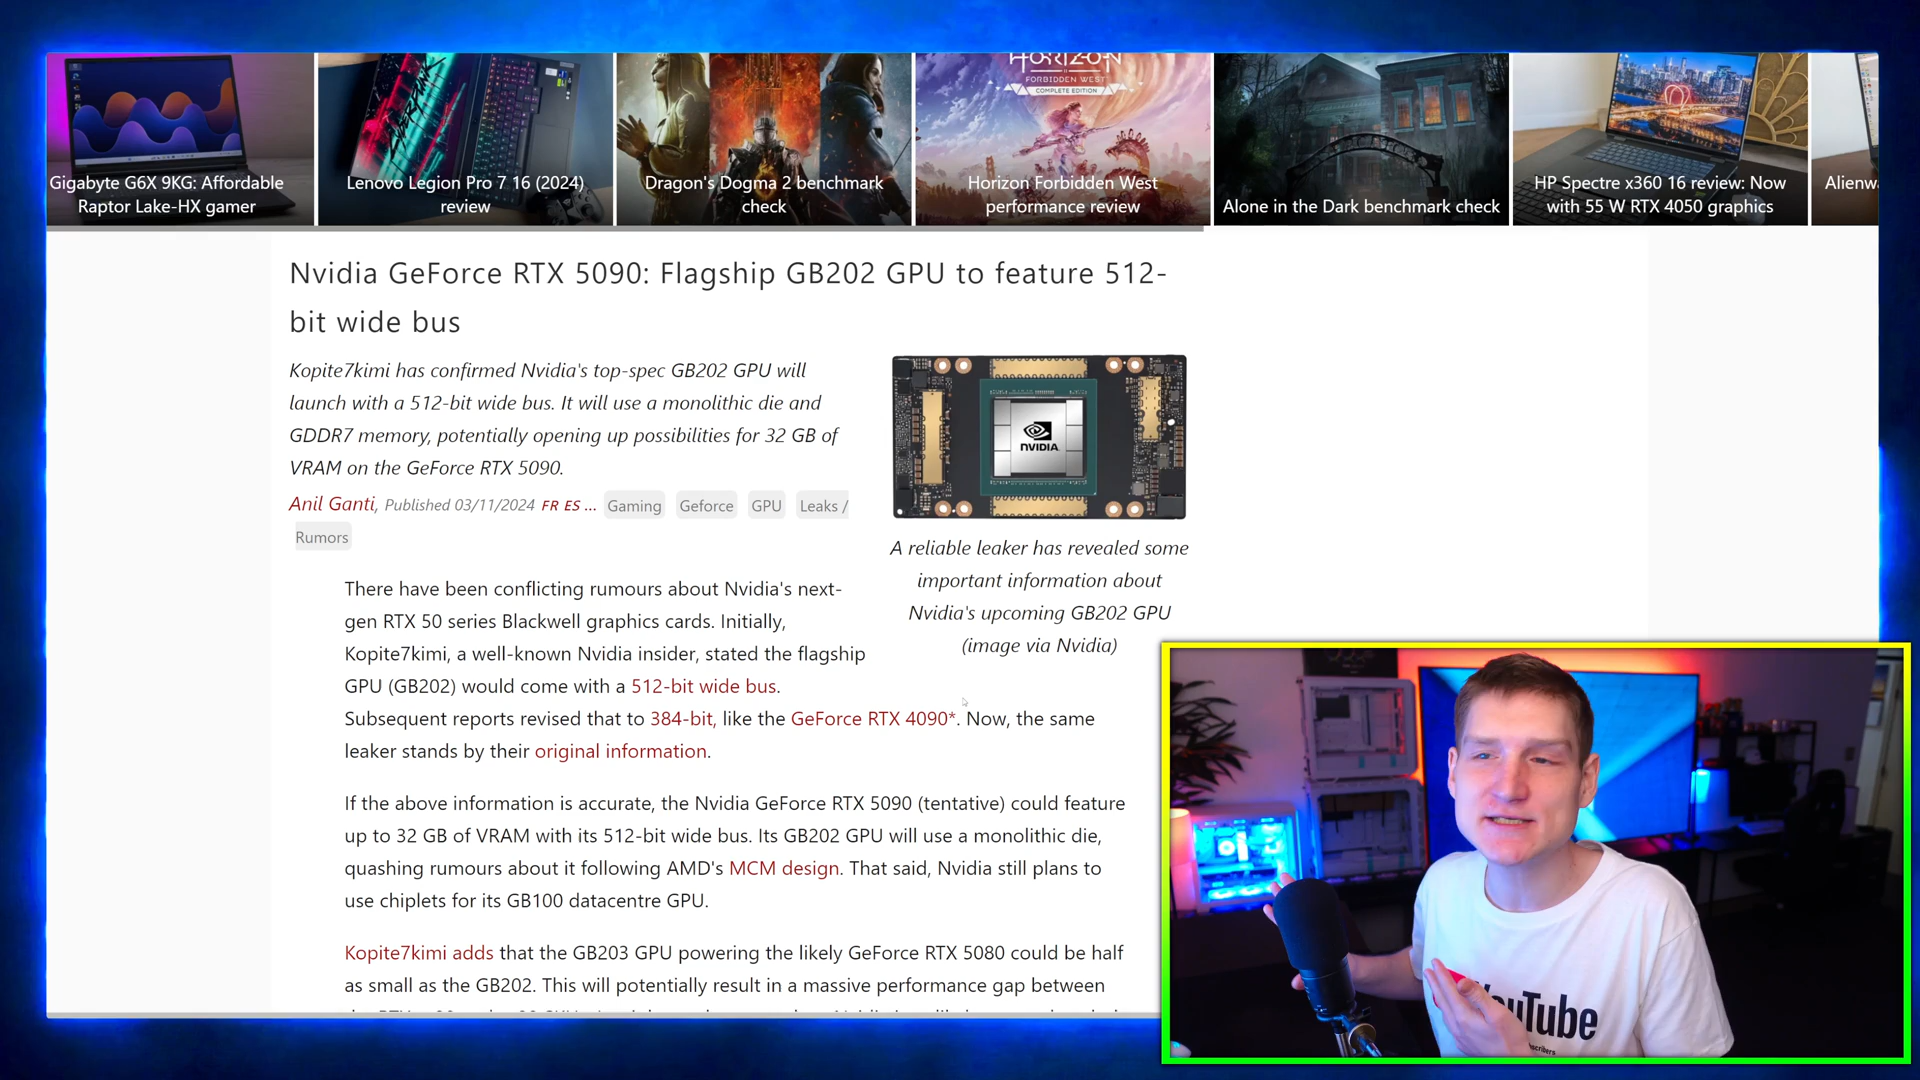 Gigabyte G6X 9KG: Affordable
Raptor Lake-HX gamer
Lenovo Legion Pro 7 16 (2024)
review
Dragon's Dogma 2 benchmark
check
HORIZON
FORBIDDEN WEST
COMPLETE EDITION
Horizon Forbidden West
performance review
Alone in the Dark benchmark check
HP Spectre x360 16 review: Now
with 55 W RTX 4050 graphics
Nvidia GeForce RTX 5090: Flagship GB202 GPU to feature 512-
bit wide bus
Kopite7kimi has confirmed Nvidia's top-spec GB202 GPU will
launch with a 512-bit wide bus. It will use a monolithic die and
GDDR7 memory, potentially opening up possibilities for 32 GB of
VRAM on the GeForce RTX 5090.
Anil Ganti, Published 03/11/2024 FR ES ... Gaming Geforce GPU Leaks /
Rumors
NVIDIA
A reliable leaker has revealed some
important information about
Nvidia's upcoming GB202 GPU
(image via Nvidia)
There have been conflicting rumours about Nvidia's next-
gen RTX 50 series Blackwell graphics cards. Initially,
Kopite7kimi, a well-known Nvidia insider, stated the flagship
GPU (GB202) would come with a 512-bit wide bus.
Subsequent reports revised that to 384-bit, like the GeForce RTX 4090*. Now, the same
leaker stands by their original information.
If the above information is accurate, the Nvidia GeForce RTX 5090 (tentative) could feature
up to 32 GB of VRAM with its 512-bit wide bus. Its GB202 GPU will use a monolithic die,
quashing rumours about it following AMD's MCM design. That said, Nvidia still plans to
use chiplets for its GB100 datacentre GPU.
Kopite7kimi adds that the GB203 GPU powering the likely GeForce RTX 5080 could be half
as small as the GB202. This will potentially result in a massive performance gap between
YouTube